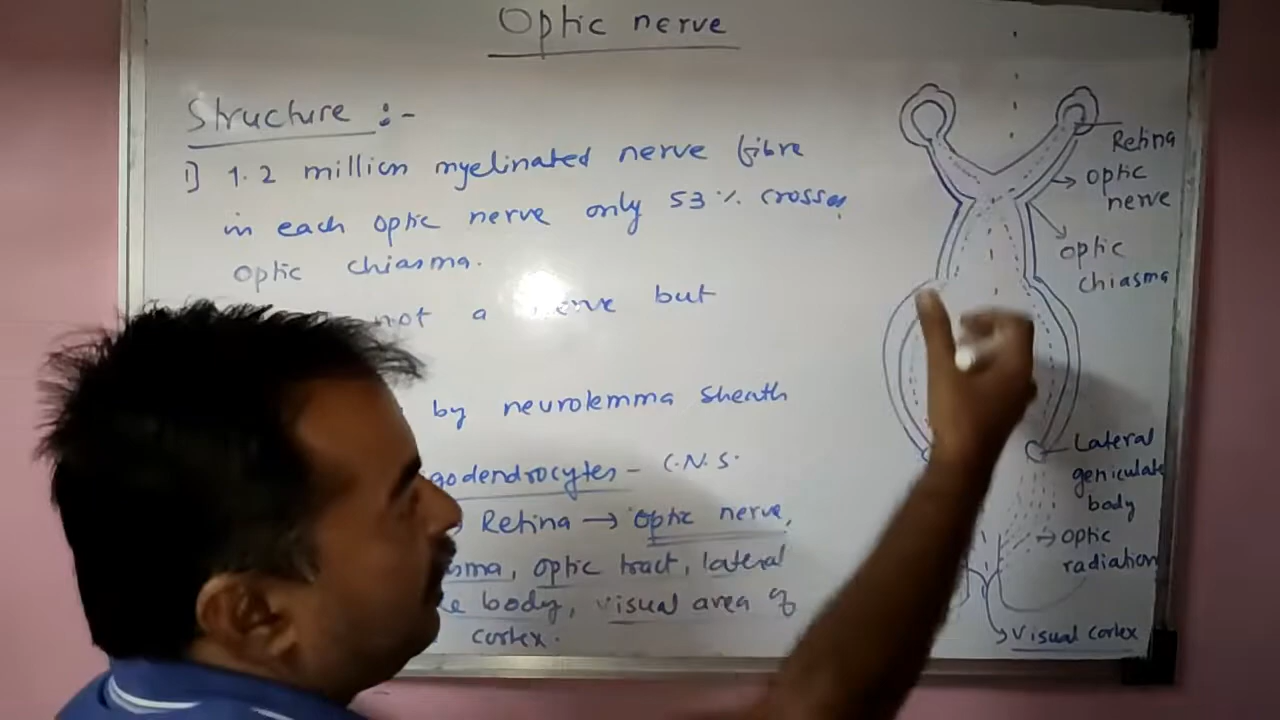 Optic nerve
Structure :-
1) 1.2 million myelinated nerve fibre
in each optic nerve only 53% crosses
optic chiasma.
not a nerve but
by neurolemma sheath
godendrocytes - C.N.S.
Retina → Optic nerve,
sma, optic tract, lateral
e body, visual area of
cortex.
Retina
optic
nerve
optic
chiasma
Lateral
geniculate
body
optic
radiation
visual cortex